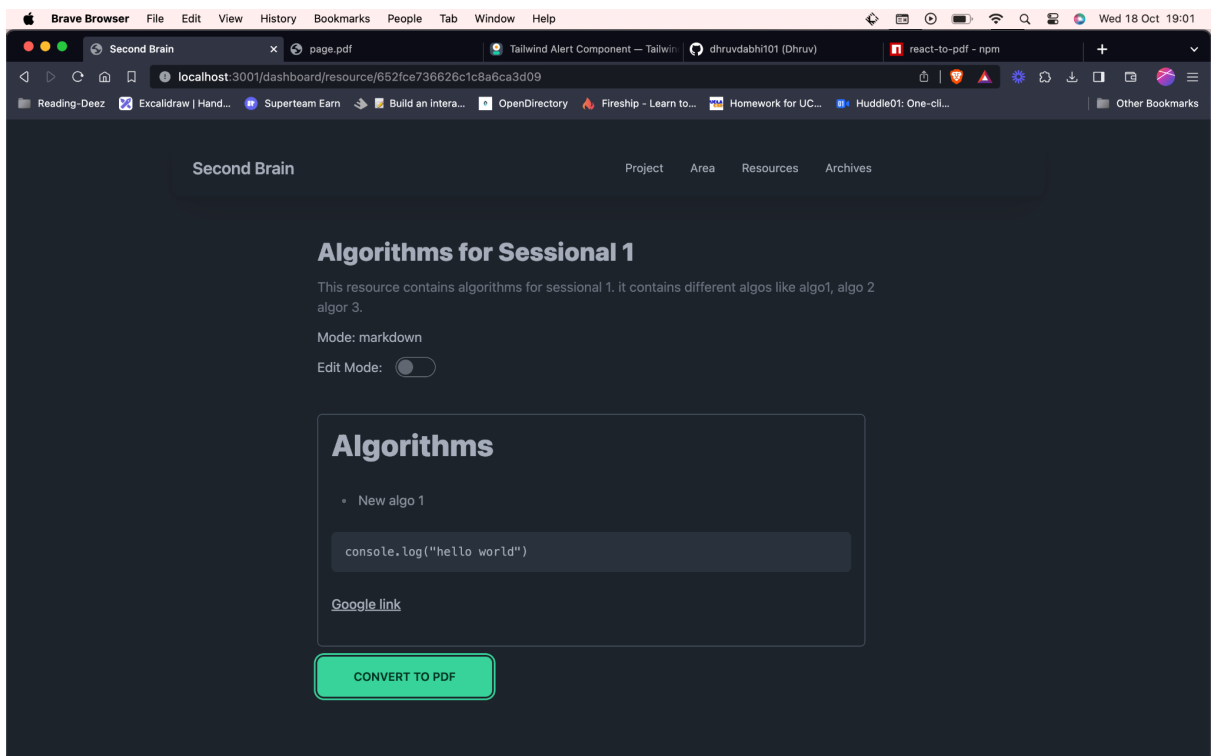 Brave Browser File Edit View History Bookmarks People Tab Window Help Wed 18 Oct 19:01
Second Brain page.pdf Tailwind Alert Component — Tailwin dhruvdabhi101 (Dhruv) react-to-pdf - npm
localhost:3001/dashboard/resource/652fce736626c1c8a6ca3d09
Reading-Deez Excalidraw | Hand... Superteam Earn Build an intera... OpenDirectory Fireship - Learn to... Homework for UC... Huddle01: One-cli... Other Bookmarks
Second Brain Project Area Resources Archives
Algorithms for Sessional 1
This resource contains algorithms for sessional 1. it contains different algos like algo1, algo 2
algor 3.
Mode: markdown
Edit Mode:
Algorithms
• New algo 1
console.log("hello world")
Google link
CONVERT TO PDF